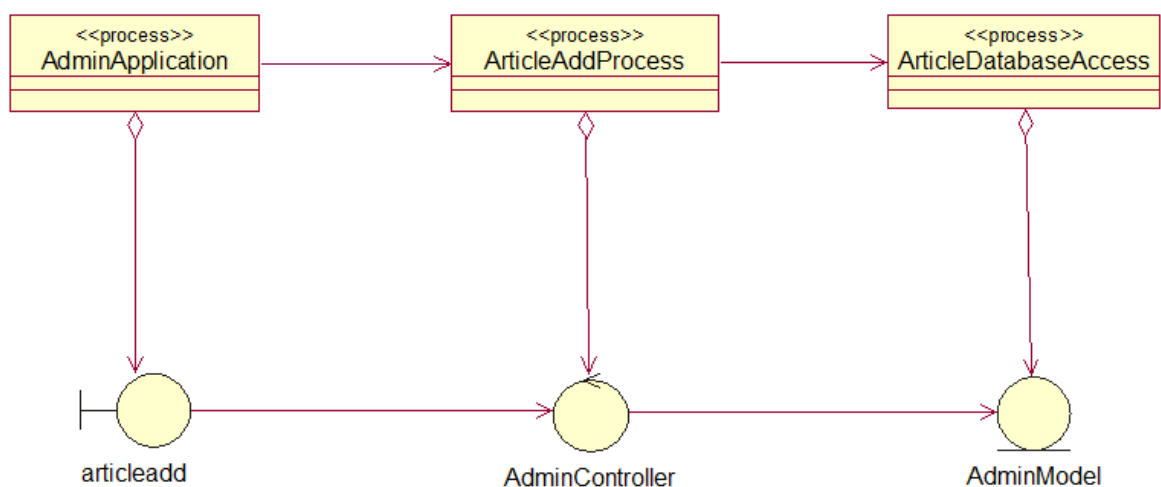 <<process>>
AdminApplication
<<process>>
ArticleAddProcess
<<process>>
ArticleDatabaseAccess
articleadd
AdminController
AdminModel